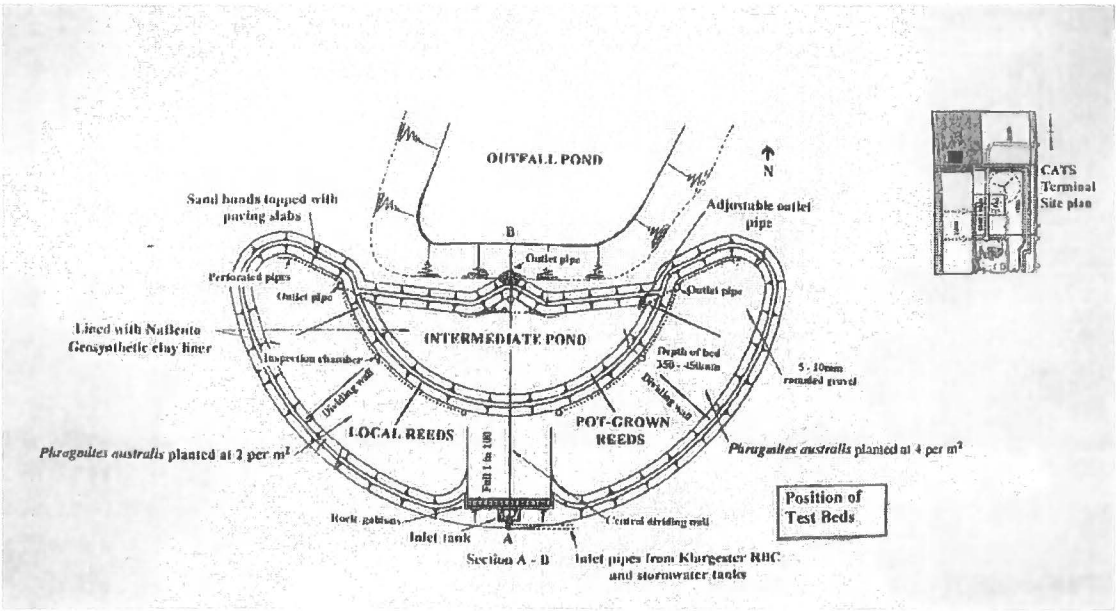 OUTFALL POND
N
CATS
Terminal
Site plan
Sand bunds topped with
paving slabs
Adjustable outlet
pipe
B
Outlet pipe
Perforated pipes
Outlet pipe
Outlet pipe
Lined with
Geosynthetic clay liner
INTERMEDIATE POND
Inspection chamber
Depth of bed
350 - 450mm
5 - 10mm
rounded gravel
Dividing wall
Dividing wall
LOCAL REEDS
POT-GROWN
REEDS
Phragmites australis planted at 2 per m²
Phragmites australis planted at 4 per m²
Fall 1 in 100
Position of
Test Beds
Rock gabions
Central dividing wall
Inlet tank
A
Section A - B
Inlet pipes from Klargester RBC
and stormwater tanks